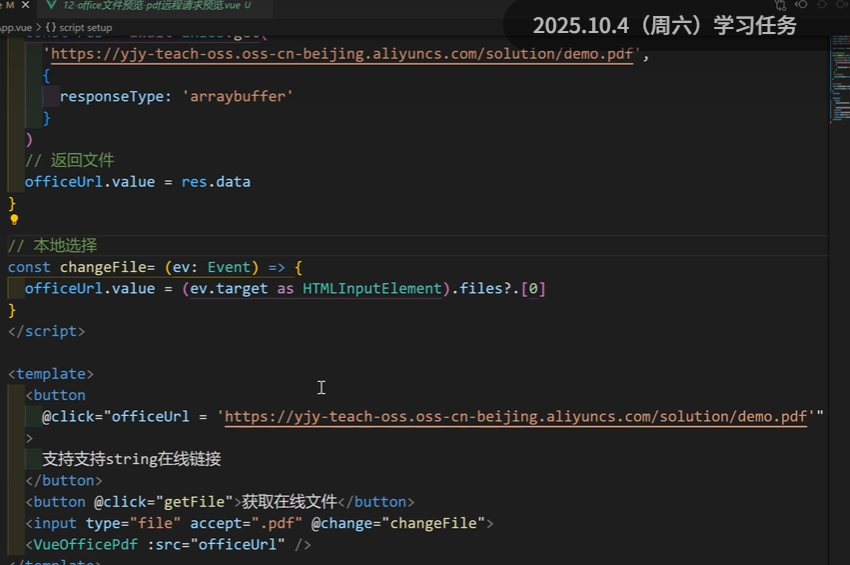 e M ×
12-office文件预览-pdf远程请求预览.vue U
2025.10.4（周六）学习任务
App.vue > {} script setup
'https://yjy-teach-oss.oss-cn-beijing.aliyuncs.com/solution/demo.pdf',
{
responseType: 'arraybuffer'
}
)
// 返回文件
officeUrl.value = res.data
}
// 本地选择
const changeFile= (ev: Event) => {
officeUrl.value = (ev.target as HTMLInputElement).files?.[0]
}
</script>
<template>
<button
@click="officeUrl = 'https://yjy-teach-oss.oss-cn-beijing.aliyuncs.com/solution/demo.pdf'"
>
支持支持string在线链接
</button>
<button @click="getFile">获取在线文件</button>
<input type="file" accept=".pdf" @change="changeFile">
<VueOfficePdf :src="officeUrl" />
</template>